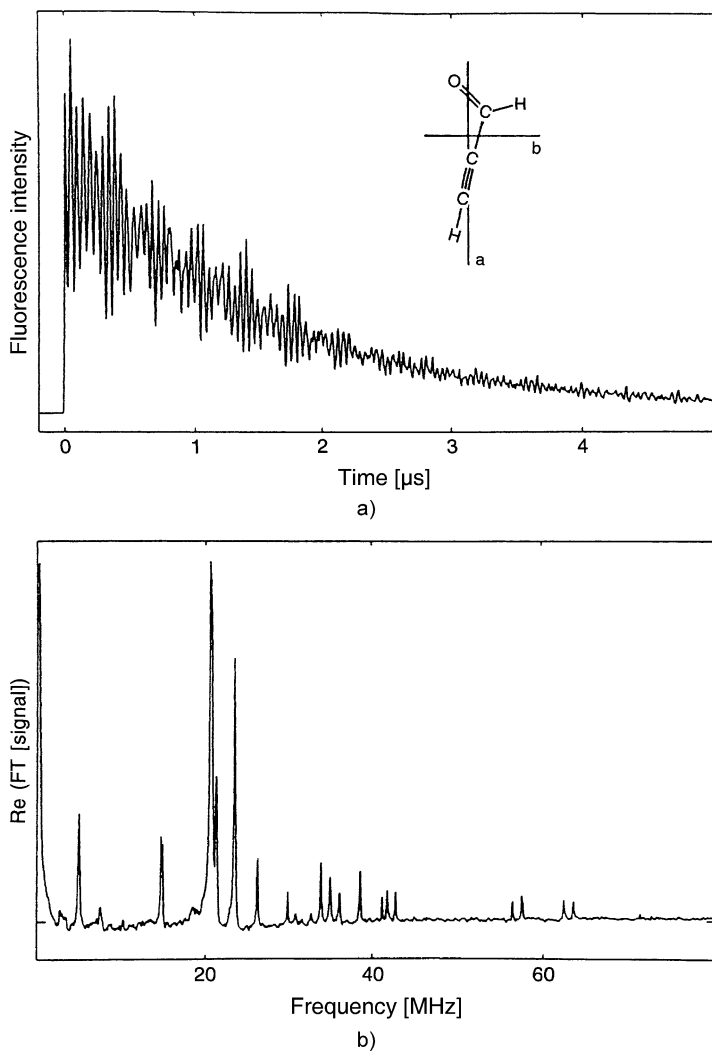 Fluorescence intensity
O
C
H
b
C
C
H
a
0
1
2
3
4
Time [µs]
a)
Re (FT [signal])
20
40
60
Frequency [MHz]
b)